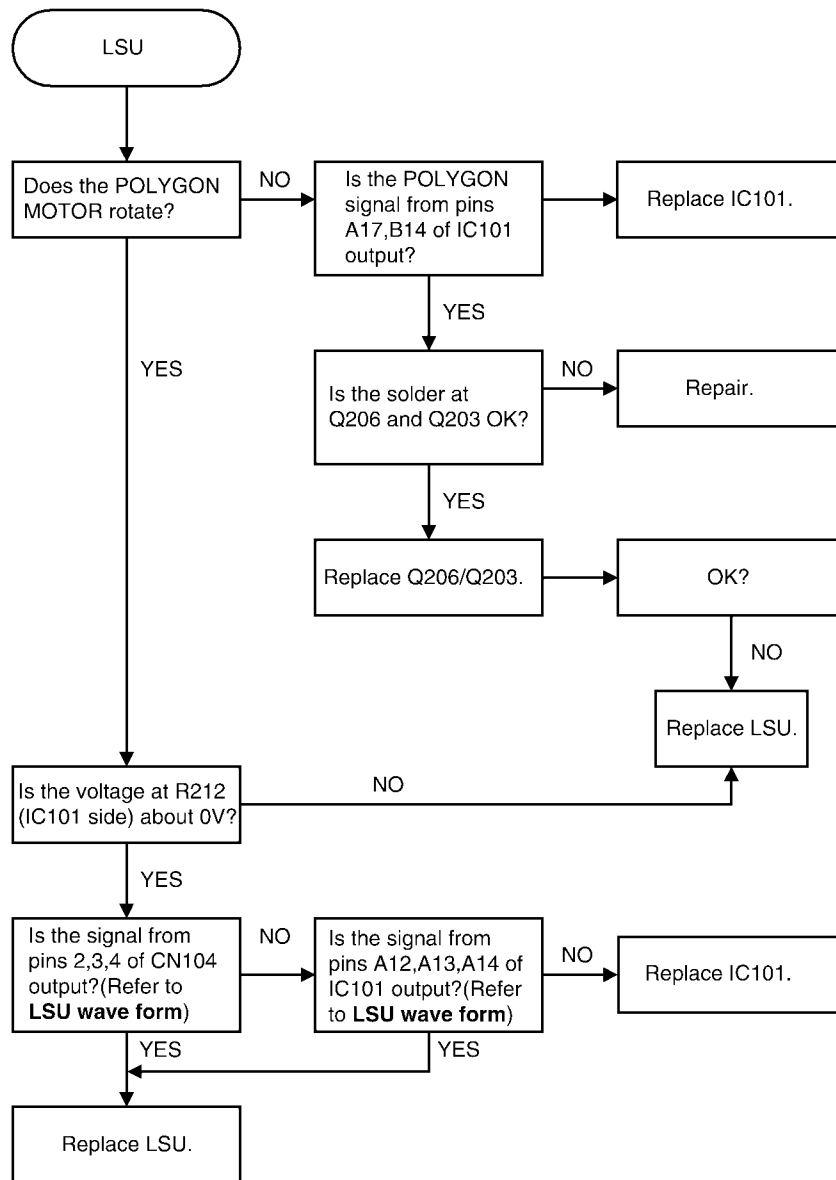 LSU
Does the POLYGON
MOTOR rotate?
NO
Is the POLYGON
signal from pins
A17,B14 of IC101
output?
Replace IC101.
YES
YES
Is the solder at
Q206 and Q203 OK?
NO
Repair.
YES
Replace Q206/Q203.
OK?
NO
Replace LSU.
Is the voltage at R212
(IC101 side) about 0V?
NO
YES
Is the signal from
pins 2,3,4 of CN104
output?(Refer to
LSU wave form)
NO
Is the signal from
pins A12,A13,A14 of
IC101 output?(Refer
to LSU wave form)
NO
Replace IC101.
YES
YES
Replace LSU.